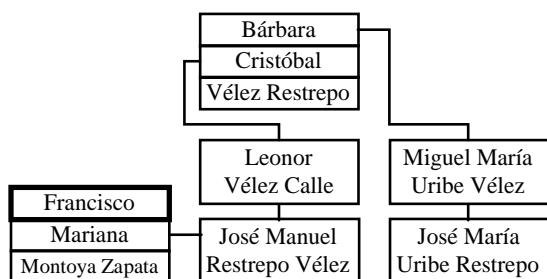 Bárbara
Cristóbal
Vélez Restrepo
Leonor
Vélez Calle
Miguel María
Uribe Vélez
Francisco
Mariana
Montoya Zapata
José Manuel
Restrepo Vélez
José María
Uribe Restrepo